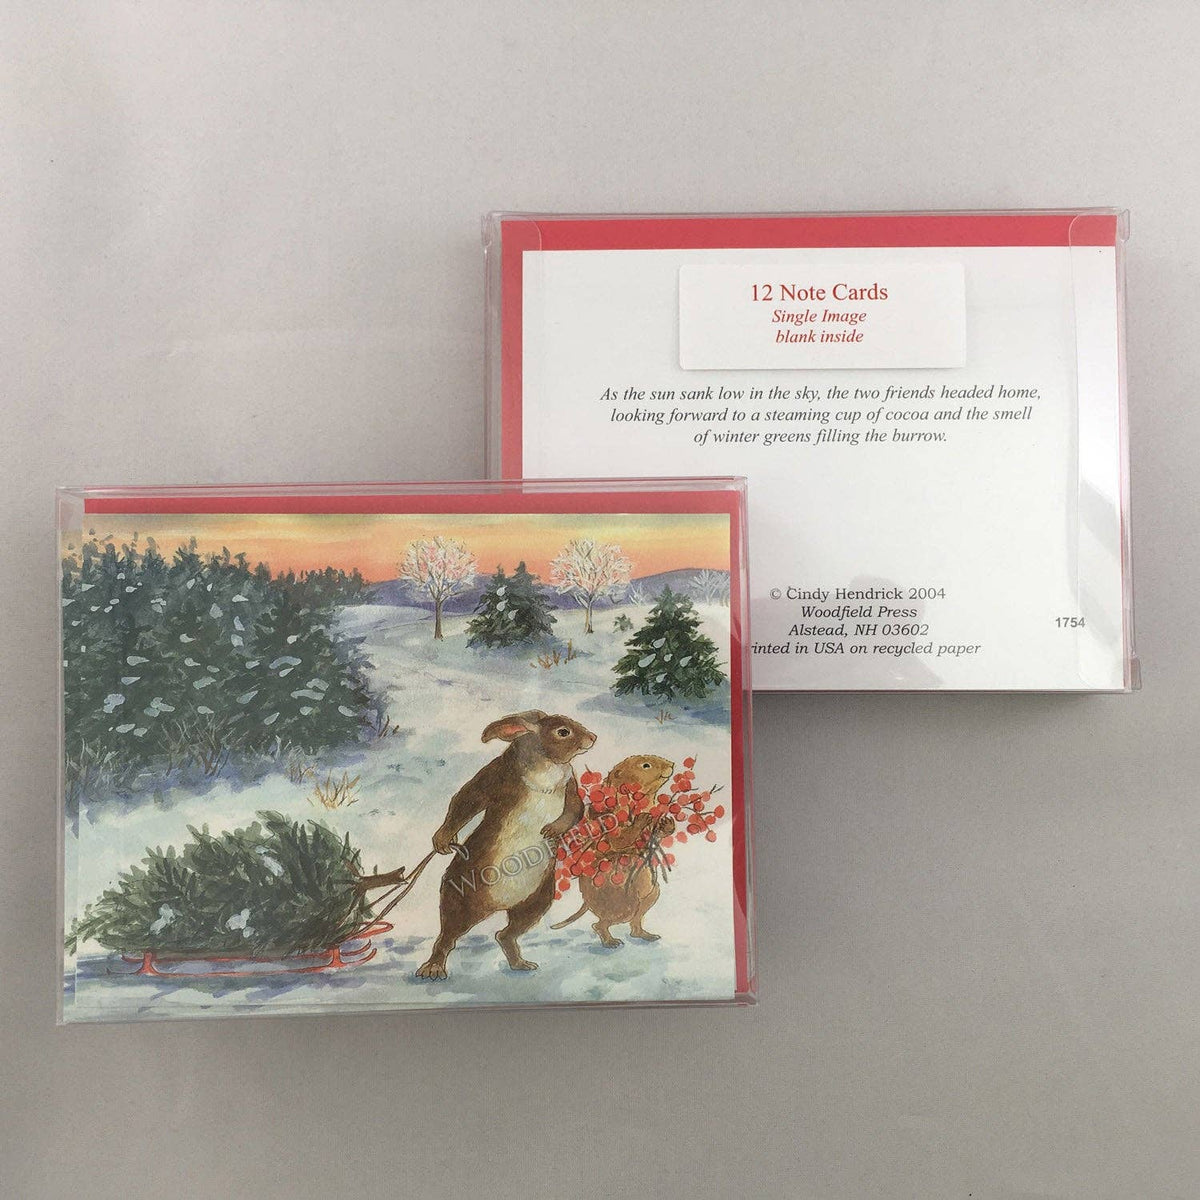 12 Note Cards
Single Image
blank inside
As the sun sank low in the sky, the two friends headed home,
looking forward to a steaming cup of cocoa and the smell
of winter greens filling the burrow.
© Cindy Hendrick 2004
Woodfield Press
Alstead, NH 03602
rinted in USA on recycled paper
1754
WOODFIELD